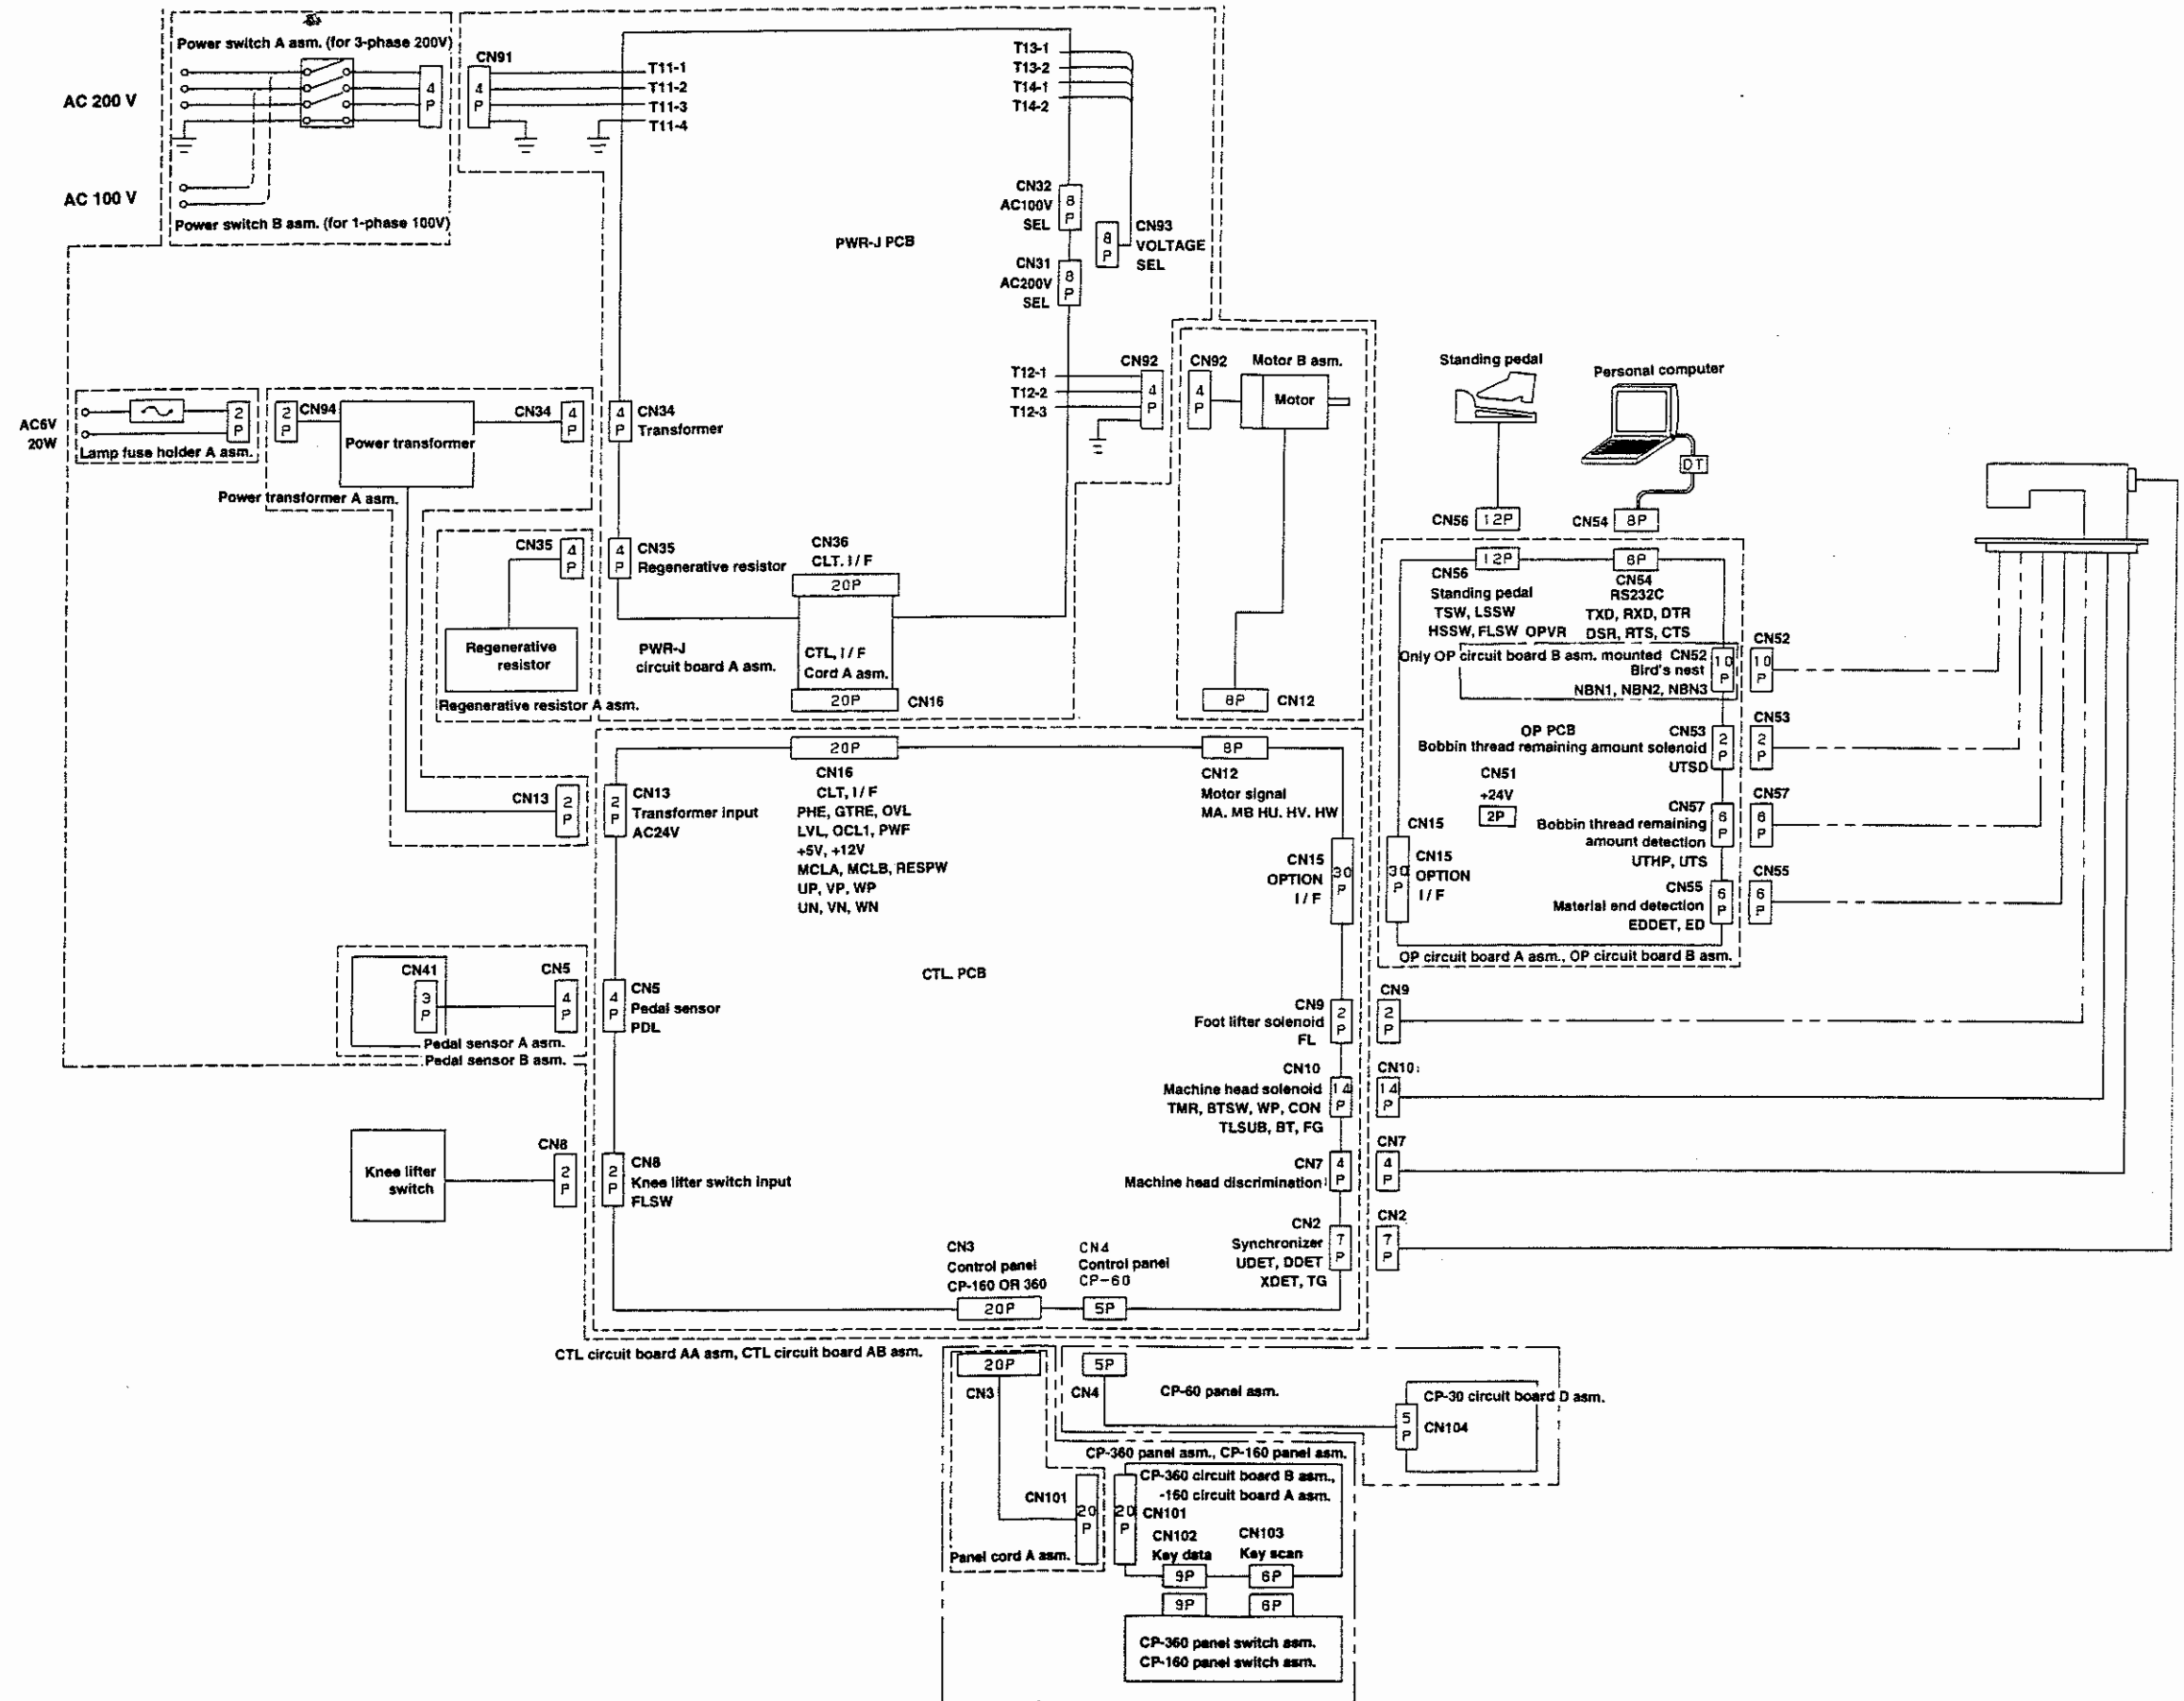 Power switch A asm. (for 3-phase 200V)
AC 200 V
4
P
CN91
4
P
T11-1
T11-2
T11-3
T11-4
AC 100 V
Power switch B asm. (for 1-phase 100V)
T13-1
T13-2
T14-1
T14-2
CN32
AC100V
SEL
8
P
CN93
VOLTAGE
SEL
8
P
CN31
AC200V
SEL
8
P
PWR-J PCB
T12-1
T12-2
T12-3
CN92
4
P
CN92
4
P
Motor B asm.
Motor
AC6V
20W
2
P
Lamp fuse holder A asm.
2
P
CN94
Power transformer
CN34
4
P
Power transformer A asm.
4
P
CN34
Transformer
CN35
4
P
Regenerative
resistor
Regenerative resistor A asm.
4
P
CN35
Regenerative resistor
CN36
CLT. I / F
20P
CTL, I / F
Cord A asm.
20P
CN16
PWR-J
circuit board A asm.
8P
CN12
Standing pedal
Personal computer
DT
CN56
12P
CN54
8P
12P
8P
CN56
Standing pedal
TSW, LSSW
HSSW, FLSW OPVR
CN54
RS232C
TXD, RXD, DTR
DSR, RTS, CTS
Only OP circuit board B asm. mounted CN52
Bird's nest
NBN1, NBN2, NBN3
10
P
CN52
10
P
OP PCB
CN53
Bobbin thread remaining amount solenoid
UTSD
2
P
CN53
2
P
CN51
+24V
2P
CN57
Bobbin thread remaining
amount detection
UTHP, UTS
6
P
CN57
6
P
CN15
30
P
CN15
OPTION
I / F
CN55
Material end detection
EDDET, ED
6
P
CN55
6
P
OP circuit board A asm., OP circuit board B asm.
20P
CN16
CLT, I / F
PHE, GTRE, OVL
LVL, OCL1, PWF
+5V, +12V
MCLA, MCLB, RESPW
UP, VP, WP
UN, VN, WN
8P
CN12
Motor signal
MA. MB HU. HV. HW
CN13
2
P
2
P
CN13
Transformer input
AC24V
CN15
OPTION
I / F
30
P
CTL. PCB
CN41
3
P
CN5
4
P
Pedal sensor A asm.
Pedal sensor B asm.
4
P
CN5
Pedal sensor
PDL
CN9
Foot lifter solenoid
FL
2
P
CN9
2
P
CN10
Machine head solenoid
TMR, BTSW, WP, CON
TLSUB, BT, FG
14
P
CN10
14
P
Knee lifter
switch
CN8
2
P
2
P
CN8
Knee lifter switch input
FLSW
CN7
Machine head discrimination
4
P
CN7
4
P
CN2
Synchronizer
UDET, DDET
XDET, TG
7
P
CN2
7
P
CN3
Control panel
CP-160 OR 360
20P
CN4
Control panel
CP-60
5P
CTL circuit board AA asm, CTL circuit board AB asm.
20P
CN3
5P
CN4
CP-60 panel asm.
CP-30 circuit board D asm.
5
P
CN104
CP-360 panel asm., CP-160 panel asm.
CP-360 circuit board B asm.,
-160 circuit board A asm.
CN101
20
P
20
P
CN101
CN102
Key data
CN103
Key scan
Panel cord A asm.
9P
6P
9P
6P
CP-360 panel switch asm.
CP-160 panel switch asm.